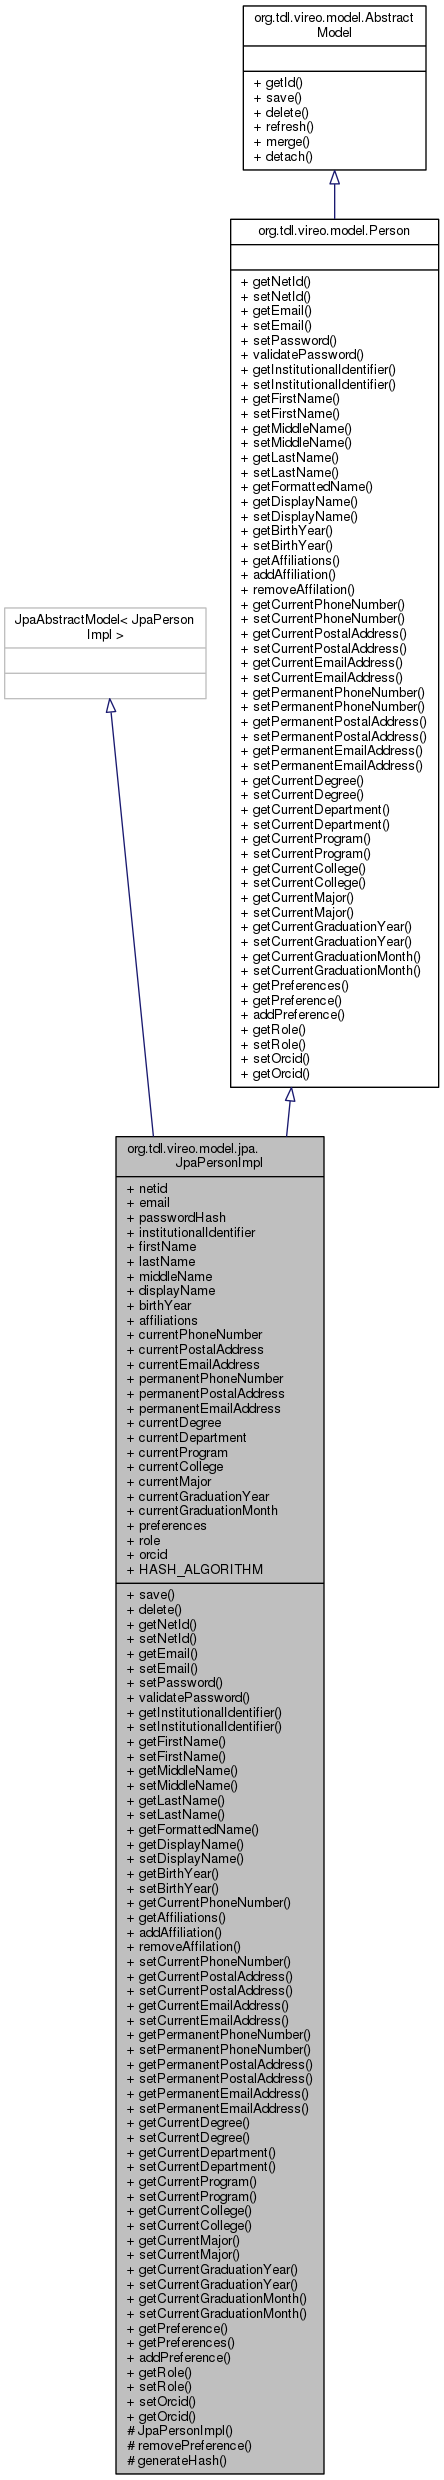 org.tdl.vireo.model.Abstract
Model
+ getId()
+ save()
+ delete()
+ refresh()
+ merge()
+ detach()
org.tdl.vireo.model.Person
+ getNetId()
+ setNetId()
+ getEmail()
+ setEmail()
+ setPassword()
+ validatePassword()
+ getInstitutionalIdentifier()
+ setInstitutionalIdentifier()
+ getFirstName()
+ setFirstName()
+ getMiddleName()
+ setMiddleName()
+ getLastName()
+ setLastName()
+ getFormattedName()
+ getDisplayName()
+ setDisplayName()
+ getBirthYear()
+ setBirthYear()
+ getAffiliations()
+ addAffiliation()
+ removeAffilation()
+ getCurrentPhoneNumber()
+ setCurrentPhoneNumber()
+ getCurrentPostalAddress()
+ setCurrentPostalAddress()
+ getCurrentEmailAddress()
+ setCurrentEmailAddress()
+ getPermanentPhoneNumber()
+ setPermanentPhoneNumber()
+ getPermanentPostalAddress()
+ setPermanentPostalAddress()
+ getPermanentEmailAddress()
+ setPermanentEmailAddress()
+ getCurrentDegree()
+ setCurrentDegree()
+ getCurrentDepartment()
+ setCurrentDepartment()
+ getCurrentProgram()
+ setCurrentProgram()
+ getCurrentCollege()
+ setCurrentCollege()
+ getCurrentMajor()
+ setCurrentMajor()
+ getCurrentGraduationYear()
+ setCurrentGraduationYear()
+ getCurrentGraduationMonth()
+ setCurrentGraduationMonth()
+ getPreferences()
+ getPreference()
+ addPreference()
+ getRole()
+ setRole()
+ setOrcid()
+ getOrcid()
JpaAbstractModel< JpaPerson
Impl >
org.tdl.vireo.model.jpa.
JpaPersonImpl
+ netid
+ email
+ passwordHash
+ institutionalIdentifier
+ firstName
+ lastName
+ middleName
+ displayName
+ birthYear
+ affiliations
+ currentPhoneNumber
+ currentPostalAddress
+ currentEmailAddress
+ permanentPhoneNumber
+ permanentPostalAddress
+ permanentEmailAddress
+ currentDegree
+ currentDepartment
+ currentProgram
+ currentCollege
+ currentMajor
+ currentGraduationYear
+ currentGraduationMonth
+ preferences
+ role
+ orcid
+ HASH_ALGORITHM
+ save()
+ delete()
+ getNetId()
+ setNetId()
+ getEmail()
+ setEmail()
+ setPassword()
+ validatePassword()
+ getInstitutionalIdentifier()
+ setInstitutionalIdentifier()
+ getFirstName()
+ setFirstName()
+ getMiddleName()
+ setMiddleName()
+ getLastName()
+ setLastName()
+ getFormattedName()
+ getDisplayName()
+ setDisplayName()
+ getBirthYear()
+ setBirthYear()
+ getCurrentPhoneNumber()
+ getAffiliations()
+ addAffiliation()
+ removeAffilation()
+ setCurrentPhoneNumber()
+ getCurrentPostalAddress()
+ setCurrentPostalAddress()
+ getCurrentEmailAddress()
+ setCurrentEmailAddress()
+ getPermanentPhoneNumber()
+ setPermanentPhoneNumber()
+ getPermanentPostalAddress()
+ setPermanentPostalAddress()
+ getPermanentEmailAddress()
+ setPermanentEmailAddress()
+ getCurrentDegree()
+ setCurrentDegree()
+ getCurrentDepartment()
+ setCurrentDepartment()
+ getCurrentProgram()
+ setCurrentProgram()
+ getCurrentCollege()
+ setCurrentCollege()
+ getCurrentMajor()
+ setCurrentMajor()
+ getCurrentGraduationYear()
+ setCurrentGraduationYear()
+ getCurrentGraduationMonth()
+ setCurrentGraduationMonth()
+ getPreference()
+ getPreferences()
+ addPreference()
+ getRole()
+ setRole()
+ setOrcid()
+ getOrcid()
# JpaPersonImpl()
# removePreference()
# generateHash()